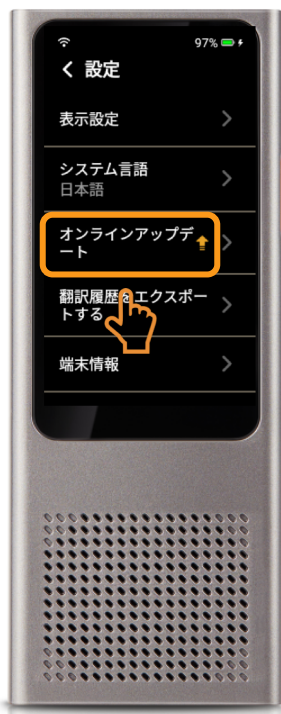 97%
設定
表示設定
システム言語
日本語
オンラインアップデ
ート
翻訳履歴をエクスポー
トする
端末情報